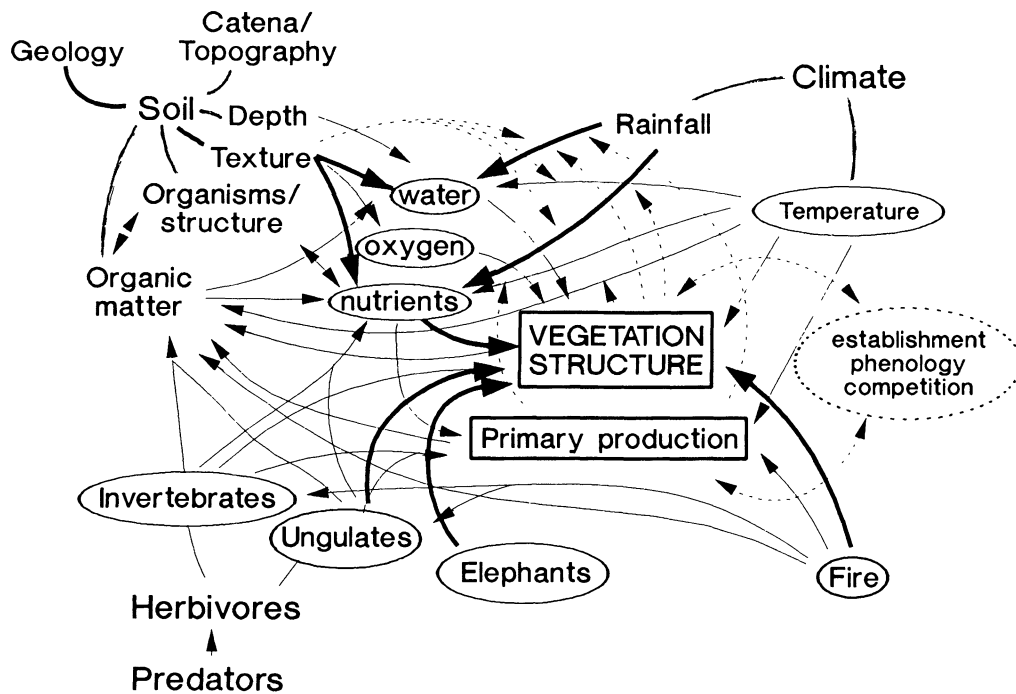 Catena/
Topography
Geology
Soil
Depth
Texture
Organisms/
structure
Organic
matter
Climate
Rainfall
Temperature
water
oxygen
nutrients
VEGETATION
STRUCTURE
Primary production
establishment
phenology
competition
Invertebrates
Ungulates
Elephants
Fire
Herbivores
Predators